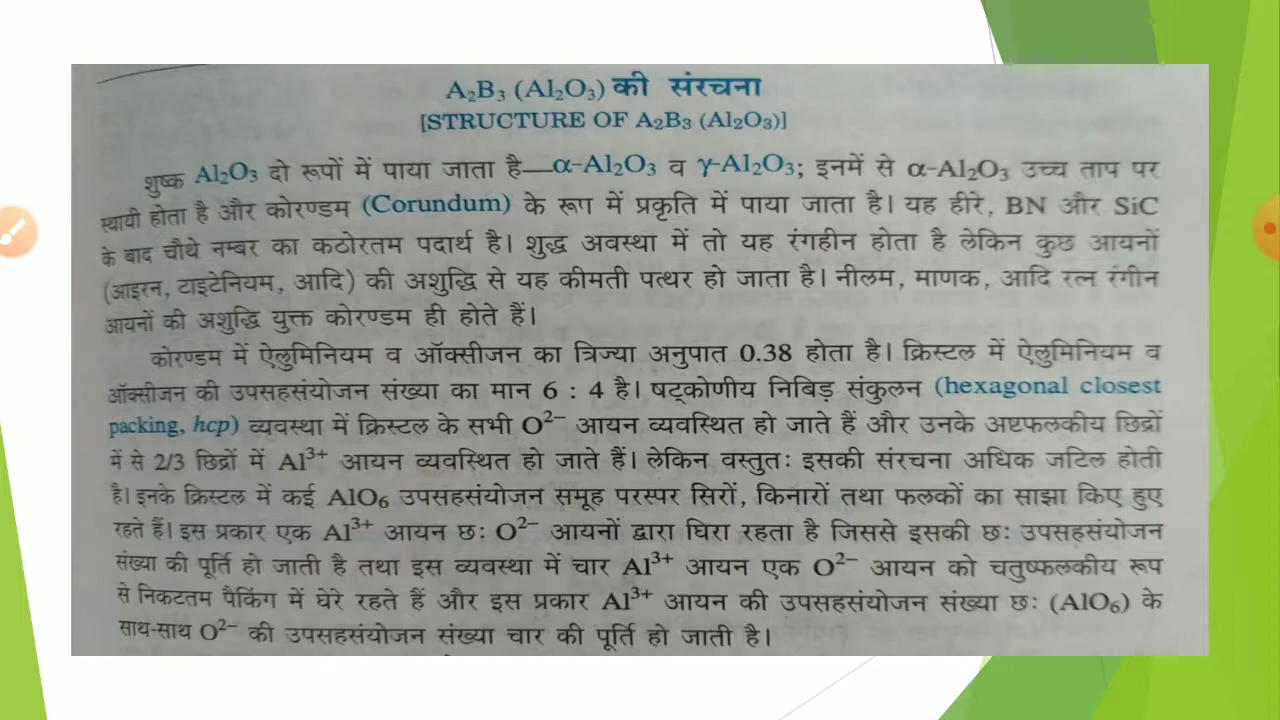 A₂B₃ (Al₂O₃) की संरचना
[STRUCTURE OF A₂B₃ (Al₂O₃)]
शुष्क Al₂O₃ दो रूपों में पाया जाता है—α-Al₂O₃ व γ-Al₂O₃; इनमें से α-Al₂O₃ उच्च ताप पर
स्थायी होता है और कोरण्डम (Corundum) के रूप में प्रकृति में पाया जाता है। यह हीरे, BN और SiC
के बाद चौथे नम्बर का कठोरतम पदार्थ है। शुद्ध अवस्था में तो यह रंगहीन होता है लेकिन कुछ आयनों
(आइरन, टाइटेनियम, आदि) की अशुद्धि से यह कीमती पत्थर हो जाता है। नीलम, माणक, आदि रत्न रंगीन
आयनों की अशुद्धि युक्त कोरण्डम ही होते हैं।
कोरण्डम में ऐलुमिनियम व ऑक्सीजन का त्रिज्या अनुपात 0.38 होता है। क्रिस्टल में ऐलुमिनियम व
ऑक्सीजन की उपसहसंयोजन संख्या का मान 6 : 4 है। षट्कोणीय निबिड़ संकुलन (hexagonal closest
packing, hcp) व्यवस्था में क्रिस्टल के सभी O²⁻ आयन व्यवस्थित हो जाते हैं और उनके अष्टफलकीय छिद्रों
में से 2/3 छिद्रों में Al³⁺ आयन व्यवस्थित हो जाते हैं। लेकिन वस्तुतः इसकी संरचना अधिक जटिल होती
है। इनके क्रिस्टल में कई AlO₆ उपसहसंयोजन समूह परस्पर सिरों, किनारों तथा फलकों का साझा किए हुए
रहते हैं। इस प्रकार एक Al³⁺ आयन छः O²⁻ आयनों द्वारा घिरा रहता है जिससे इसकी छः उपसहसंयोजन
संख्या की पूर्ति हो जाती है तथा इस व्यवस्था में चार Al³⁺ आयन एक O²⁻ आयन को चतुष्फलकीय रूप
से निकटतम पैकिंग में घेरे रहते हैं और इस प्रकार Al³⁺ आयन की उपसहसंयोजन संख्या छः (AlO₆) के
साथ-साथ O²⁻ की उपसहसंयोजन संख्या चार की पूर्ति हो जाती है।